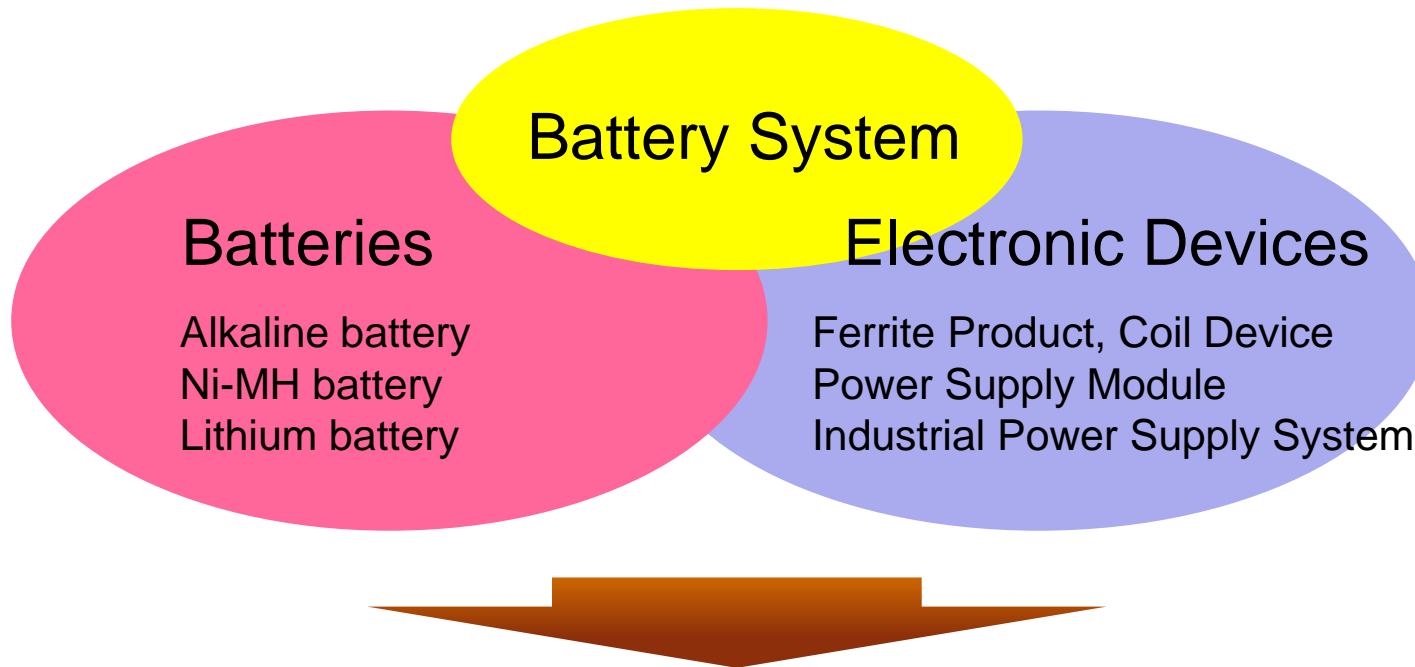 Battery System
Batteries
Alkaline battery
Ni-MH battery
Lithium battery
Electronic Devices
Ferrite Product, Coil Device
Power Supply Module
Industrial Power Supply System